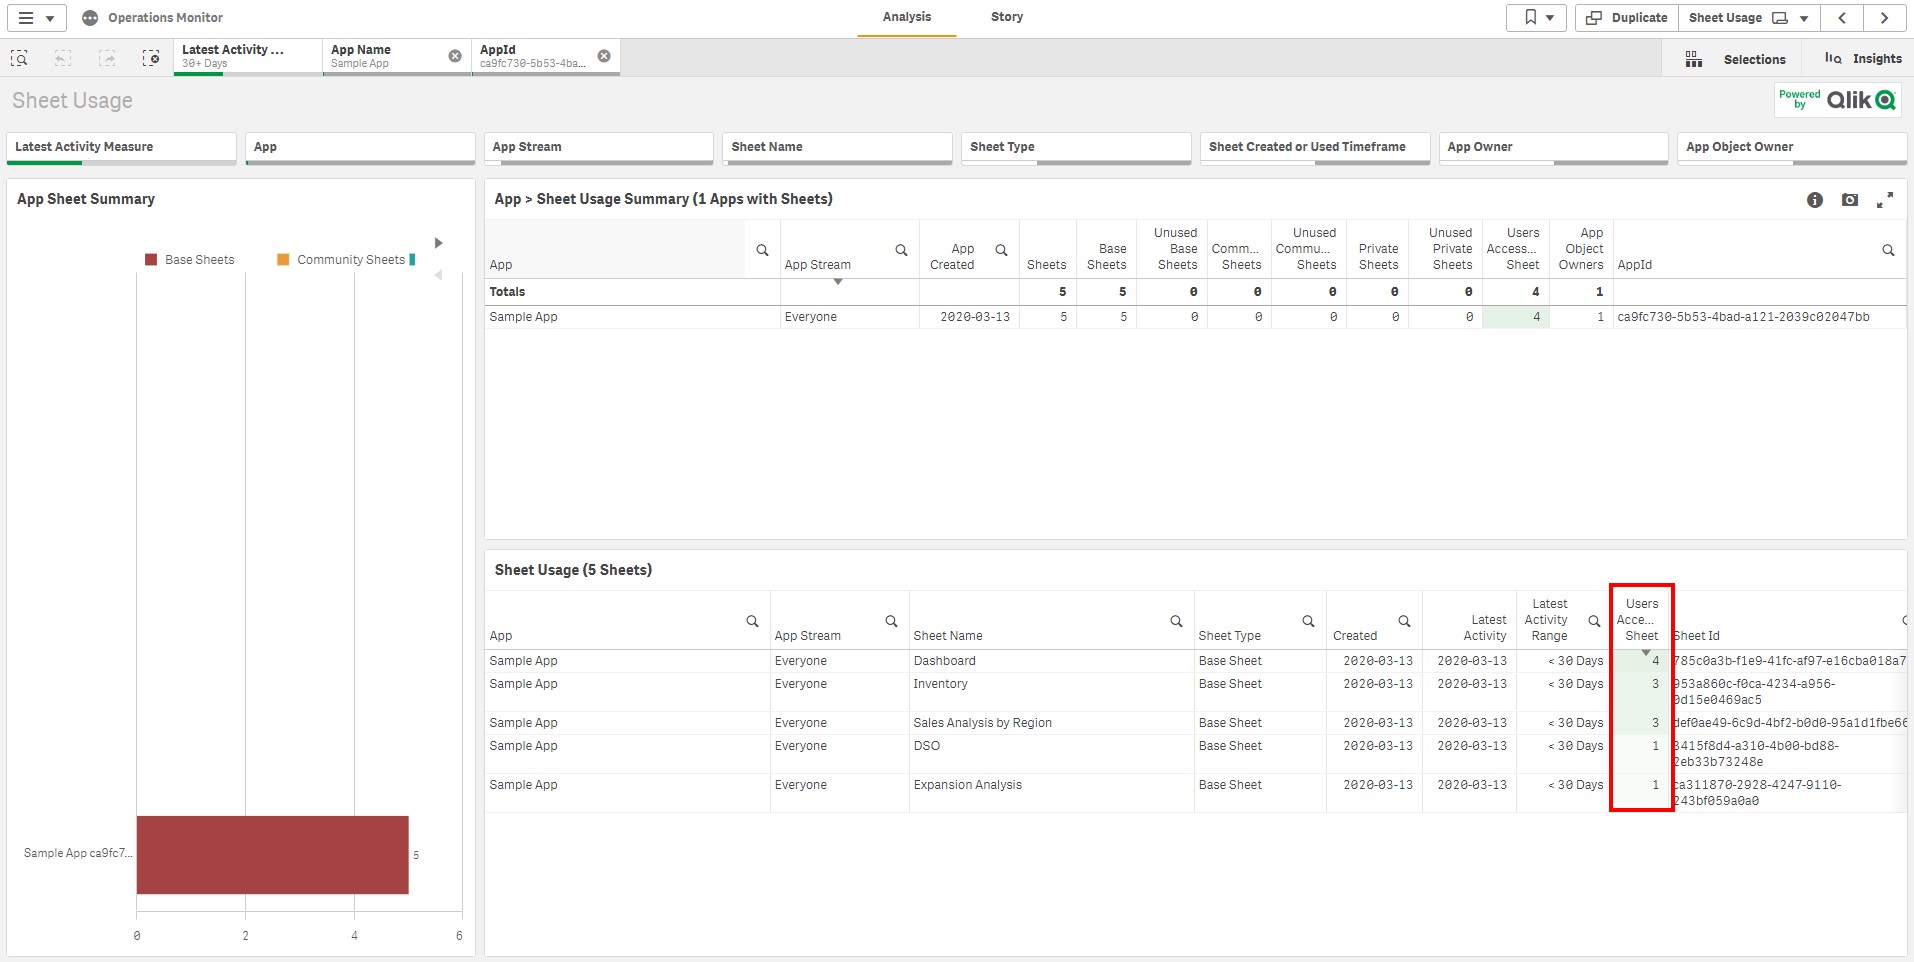 Operations Monitor
Analysis
Story
Duplicate
Sheet Usage
Latest Activity ...
30+ Days
App Name
Sample App
AppId
ca9fc730-5b53-4ba...
Selections
Insights
Sheet Usage
Powered by Qlik
Latest Activity Measure
App
App Stream
Sheet Name
Sheet Type
Sheet Created or Used Timeframe
App Owner
App Object Owner
App Sheet Summary
Base Sheets
Community Sheets
Sample App ca9fc7...
5
0 2 4 6
App > Sheet Usage Summary (1 Apps with Sheets)
App
App Stream
App Created
Sheets
Base Sheets
Unused Base Sheets
Comm... Sheets
Unused Commu... Sheets
Private Sheets
Unused Private Sheets
Users Access... Sheet
App Object Owners
AppId
Totals 5 5 0 0 0 0 0 4 1
Sample App Everyone 2020-03-13 5 5 0 0 0 0 0 4 1 ca9fc730-5b53-4bad-a121-2039c02047bb
Sheet Usage (5 Sheets)
App
App Stream
Sheet Name
Sheet Type
Created
Latest Activity
Latest Activity Range
Users Acce... Sheet
Sheet Id
Sample App Everyone Dashboard Base Sheet 2020-03-13 2020-03-13 < 30 Days 4 785c0a3b-f1e9-41fc-af97-e16cba018a7
Sample App Everyone Inventory Base Sheet 2020-03-13 2020-03-13 < 30 Days 3 953a860c-f0ca-4234-a956-
0d15e0469ac5
Sample App Everyone Sales Analysis by Region Base Sheet 2020-03-13 2020-03-13 < 30 Days 3 def0ae49-6c9d-4bf2-b0d0-95a1d1fbe66
Sample App Everyone DSO Base Sheet 2020-03-13 2020-03-13 < 30 Days 1 3415f8d4-a310-4b00-bd88-
2eb33b73248e
Sample App Everyone Expansion Analysis Base Sheet 2020-03-13 2020-03-13 < 30 Days 1 ca311870-2928-4247-9110-
243bf059a0a0